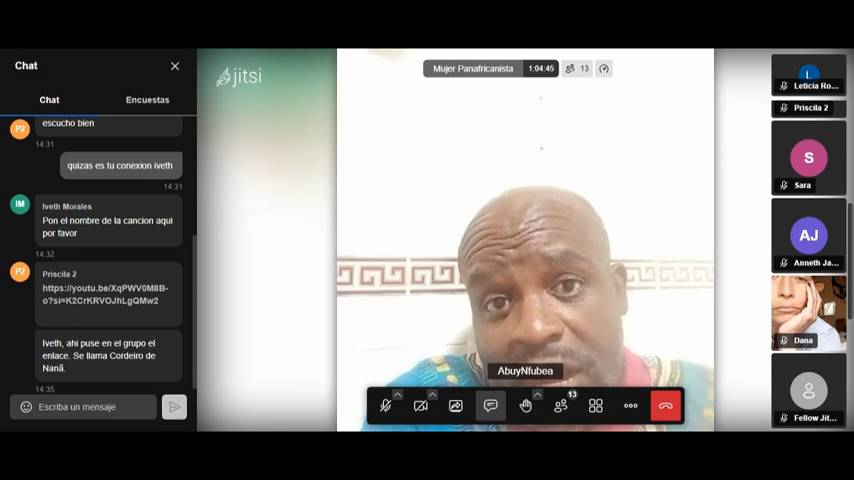 Chat
Chat
Encuestas
P2
escucho bien
14:31
quizas es tu conexion iveth
14:31
IM
Iveth Morales
Pon el nombre de la cancion aqui
por favor
14:32
P2
Priscila 2
https://youtu.be/XqPWV0M8B-
o?si=K2CrKRVOJhLgQMw2
Iveth, ahi puse en el grupo el
enlace. Se llama Cordeiro de
Nanã.
14:35
Escriba un mensaje
jitsi
Mujer Panafricanista
1:04:45
13
AbuyNfubea
13
L
Leticia Ro...
Priscila 2
S
Sara
AJ
Anneth Ja...
Dana
Fellow Jit...